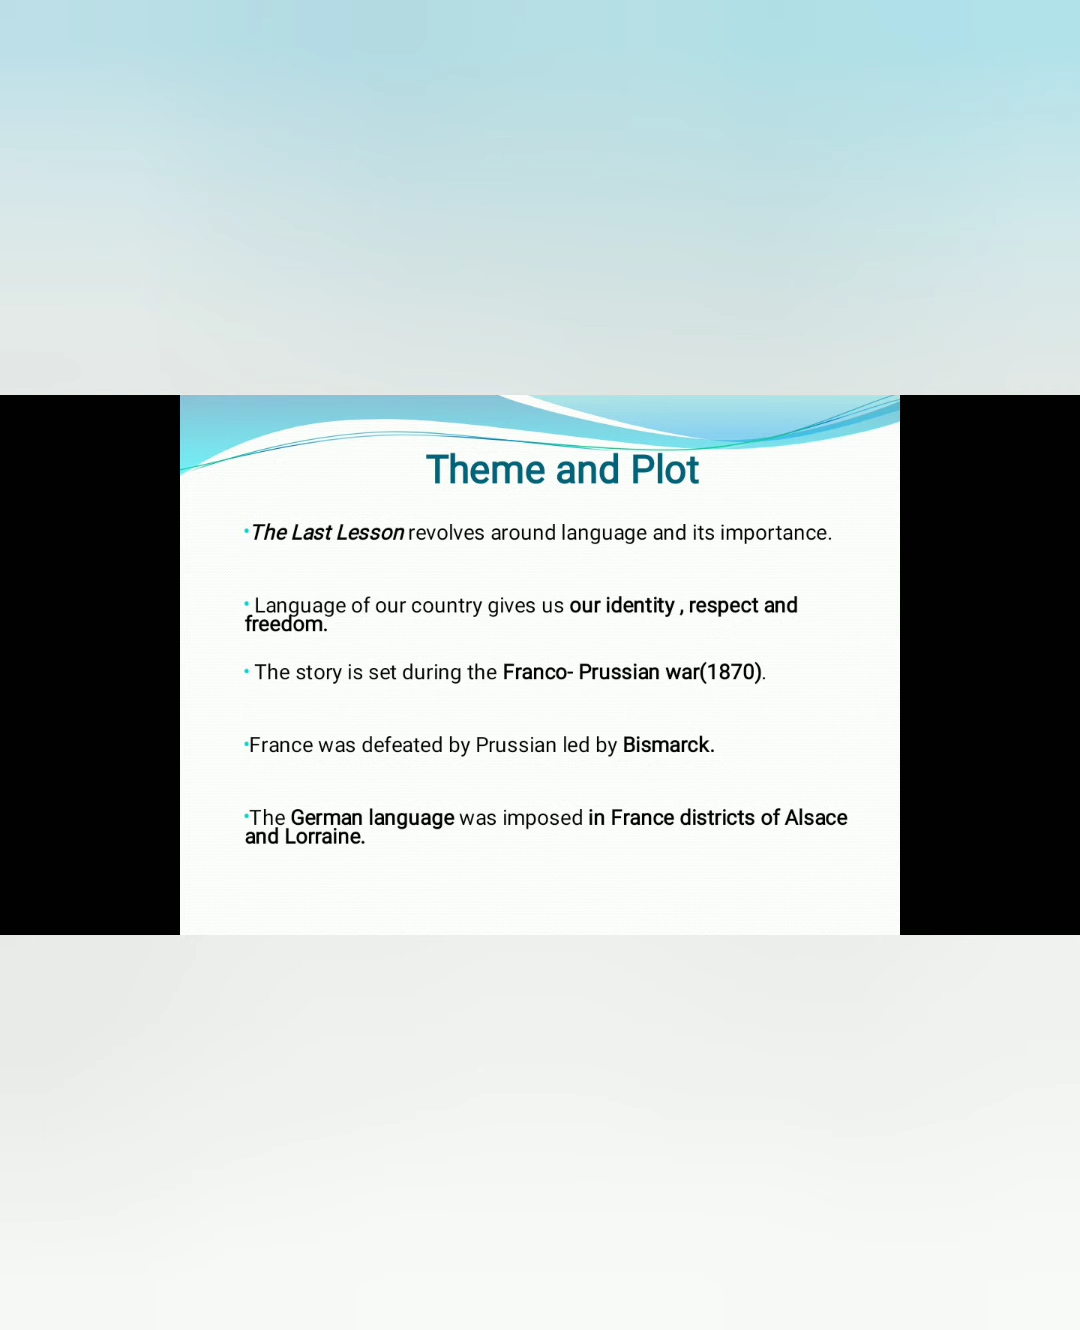 Theme and Plot
•The Last Lesson revolves around language and its importance.
• Language of our country gives us our identity , respect and
freedom.
• The story is set during the Franco- Prussian war(1870).
•France was defeated by Prussian led by Bismarck.
•The German language was imposed in France districts of Alsace
and Lorraine.